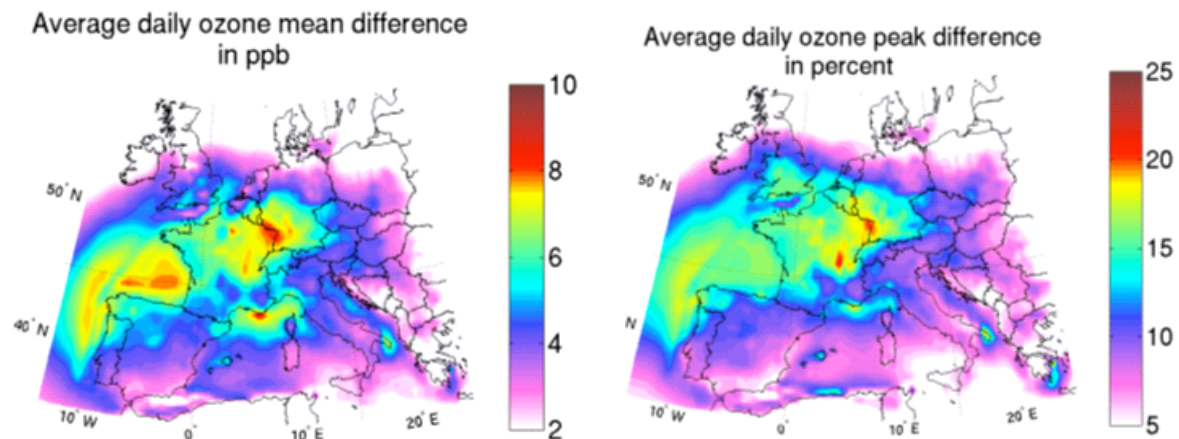 Average daily ozone mean difference
in ppb
10
8
6
4
2
50° N
40° N
10° W
0°
10° E
20° E
Average daily ozone peak difference
in percent
25
20
15
10
5
50° N
N
10° W
0°
10° E
20° E